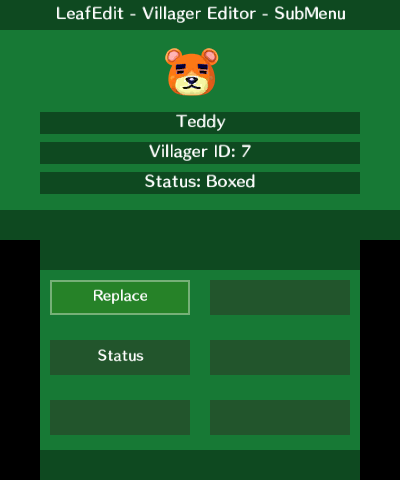 LeafEdit - Villager Editor - SubMenu
Teddy
Villager ID: 7
Status: Boxed
Replace
Status